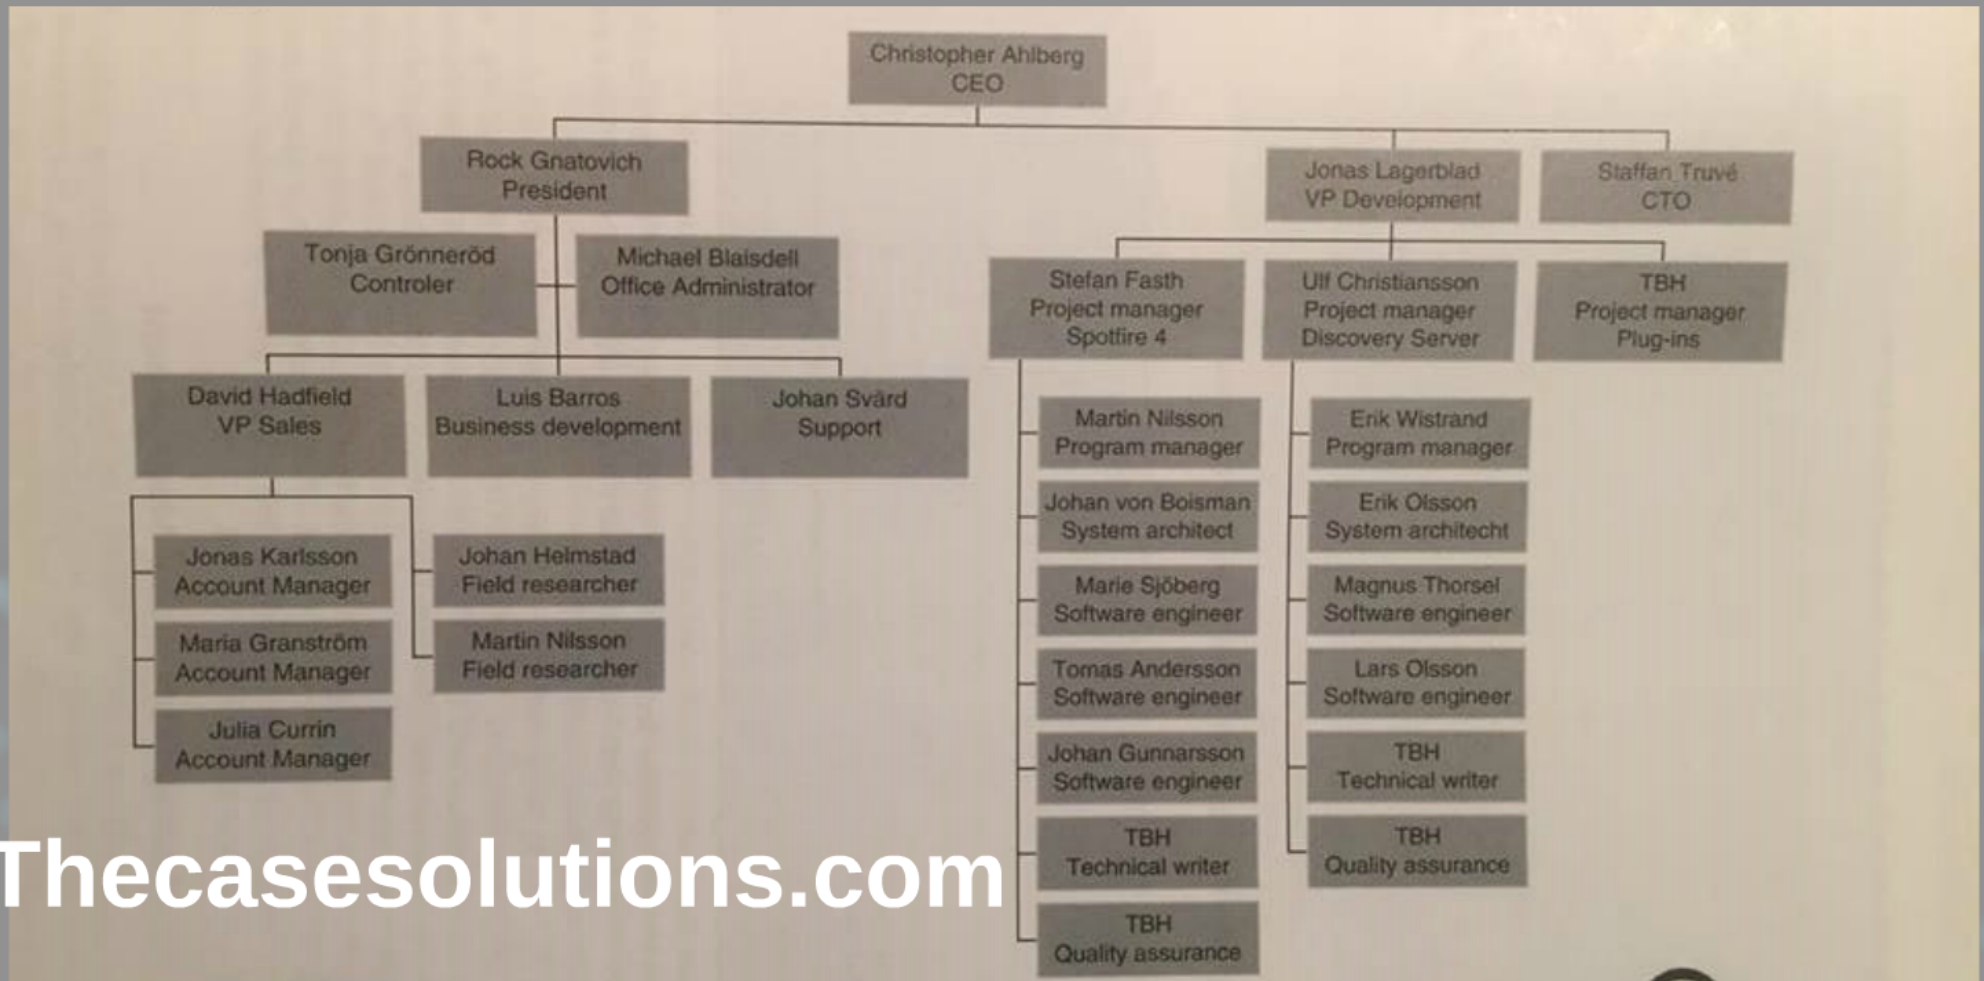 Christopher Ahlberg
CEO
Rock Gnatovich
President
Jonas Lagerblad
VP Development
Staffan Truvé
CTO
Tonja Grönneröd
Controler
Michael Blaisdell
Office Administrator
Stefan Fasth
Project manager
Spotfire 4
Ulf Christiansson
Project manager
Discovery Server
TBH
Project manager
Plug-ins
David Hadfield
VP Sales
Luis Barros
Business development
Johan Svärd
Support
Jonas Karlsson
Account Manager
Maria Granström
Account Manager
Julia Currin
Account Manager
Johan Helmstad
Field researcher
Martin Nilsson
Field researcher
Martin Nilsson
Program manager
Johan von Boisman
System architect
Marie Sjöberg
Software engineer
Tomas Andersson
Software engineer
Johan Gunnarsson
Software engineer
TBH
Technical writer
TBH
Quality assurance
Erik Wistrand
Program manager
Erik Olsson
System architecht
Magnus Thorsel
Software engineer
Lars Olsson
Software engineer
TBH
Technical writer
TBH
Quality assurance
Thecasesolutions.com